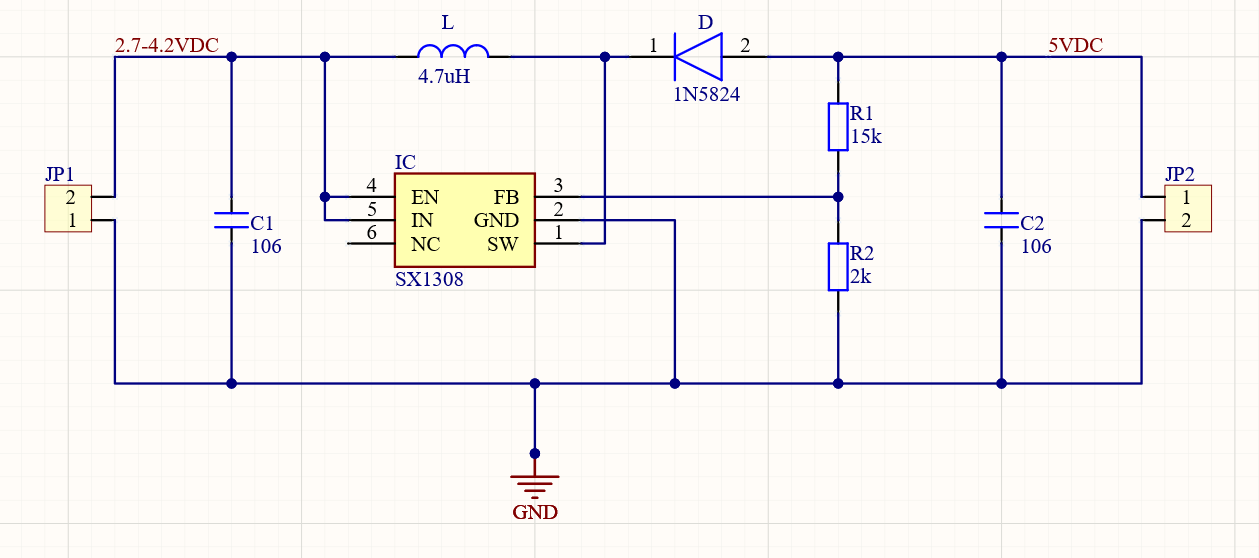 L
D
2.7-4.2VDC
1
2
5VDC
4.7uH
1N5824
R1
15k
JP1
2
1
IC
4
EN
FB
3
5
IN
GND
2
6
NC
SW
1
SX1308
JP2
1
2
C1
106
C2
106
R2
2k
GND